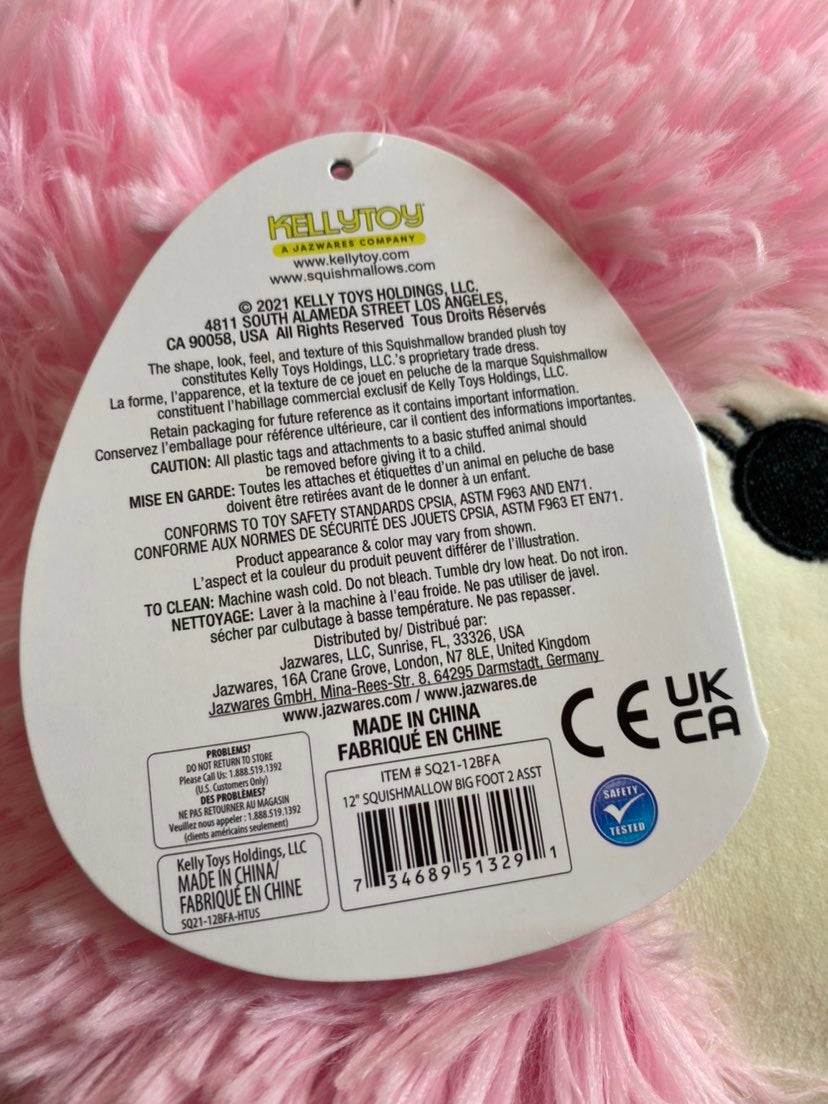 KELLYTOY
A JAZWARES COMPANY
www.kellytoy.com
www.squishmallows.com
© 2021 KELLY TOYS HOLDINGS, LLC.
4811 SOUTH ALAMEDA STREET LOS ANGELES,
CA 90058, USA All Rights Reserved Tous Droits Réservés
The shape, look, feel, and texture of this Squishmallow branded plush toy
constitutes Kelly Toys Holdings, LLC.'s proprietary trade dress.
La forme, l'apparence, et la texture de ce jouet en peluche de la marque Squishmallow
constituent l'habillage commercial exclusif de Kelly Toys Holdings, LLC.
Retain packaging for future reference as it contains important information.
Conservez l'emballage pour référence ultérieure, car il contient des informations importantes.
CAUTION: All plastic tags and attachments to a basic stuffed animal should
be removed before giving it to a child.
MISE EN GARDE: Toutes les attaches et étiquettes d'un animal en peluche de base
doivent être retirées avant de le donner à un enfant.
CONFORMS TO TOY SAFETY STANDARDS CPSIA, ASTM F963 AND EN71.
CONFORME AUX NORMES DE SÉCURITÉ DES JOUETS CPSIA, ASTM F963 ET EN71.
Product appearance & color may vary from shown.
L'aspect et la couleur du produit peuvent différer de l'illustration.
TO CLEAN: Machine wash cold. Do not bleach. Tumble dry low heat. Do not iron.
NETTOYAGE: Laver à la machine à l'eau froide. Ne pas utiliser de javel.
sécher par culbutage à basse température. Ne pas repasser.
Distributed by/ Distribué par:
Jazwares, LLC, Sunrise, FL, 33326, USA
Jazwares, 16A Crane Grove, London, N7 8LE, United Kingdom
Jazwares GmbH, Mina-Rees-Str. 8, 64295 Darmstadt, Germany
www.jazwares.com / www.jazwares.de
MADE IN CHINA
FABRIQUÉ EN CHINE
CE
UK
CA
PROBLEMS?
DO NOT RETURN TO STORE
Please Call Us: 1.888.519.1392
(U.S. Customers Only)
DES PROBLÈMES?
NE PAS RETOURNER AU MAGASIN
Veuillez nous appeler : 1.888.519.1392
(clients américains seulement)
Kelly Toys Holdings, LLC
MADE IN CHINA/
FABRIQUÉ EN CHINE
SQ21-12BFA-HTUS
ITEM # SQ21-12BFA
12" SQUISHMALLOW BIG FOOT 2 ASST
7 34689 51329 1
SAFETY
TESTED